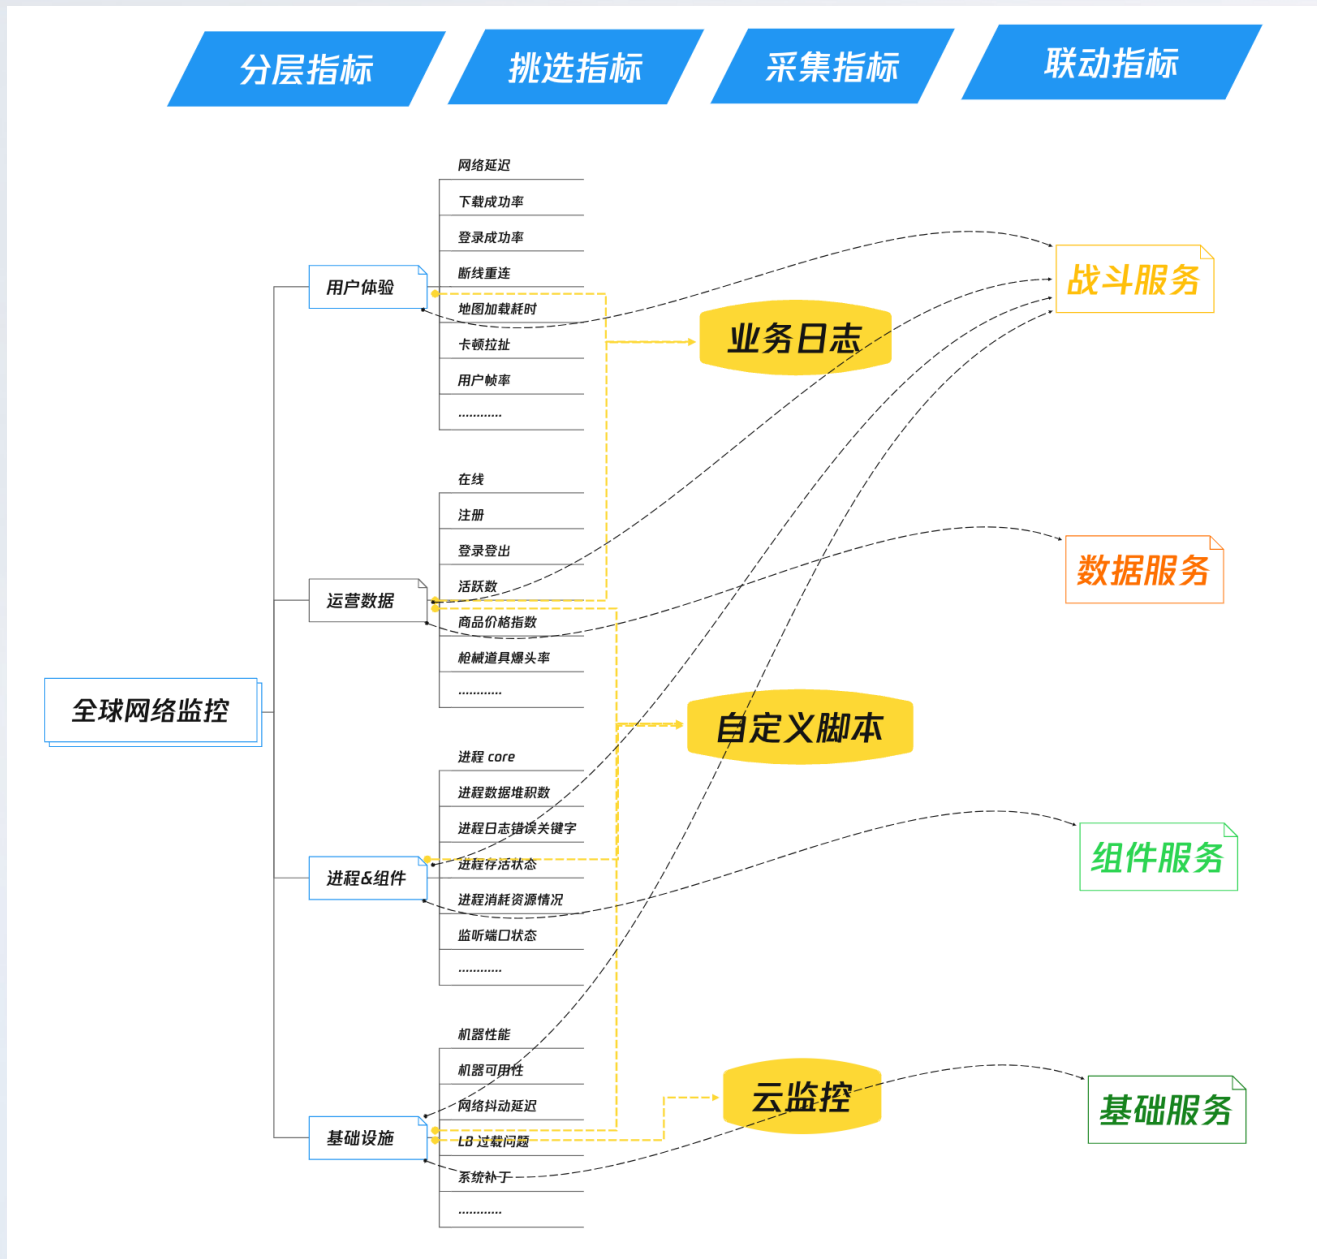 分层指标
挑选指标
采集指标
联动指标
全球网络监控
用户体验
网络延迟
下载成功率
登录成功率
断线重连
地图加载耗时
卡顿拉扯
用户帧率
............
运营数据
在线
注册
登录登出
活跃数
商品价格指数
枪械道具爆头率
............
进程&组件
进程 core
进程数据堆积数
进程日志错误关键字
进程存活状态
进程消耗资源情况
监听端口状态
............
基础设施
机器性能
机器可用性
网络抖动延迟
LB 过载问题
系统补丁
............
业务日志
自定义脚本
云监控
战斗服务
数据服务
组件服务
基础服务